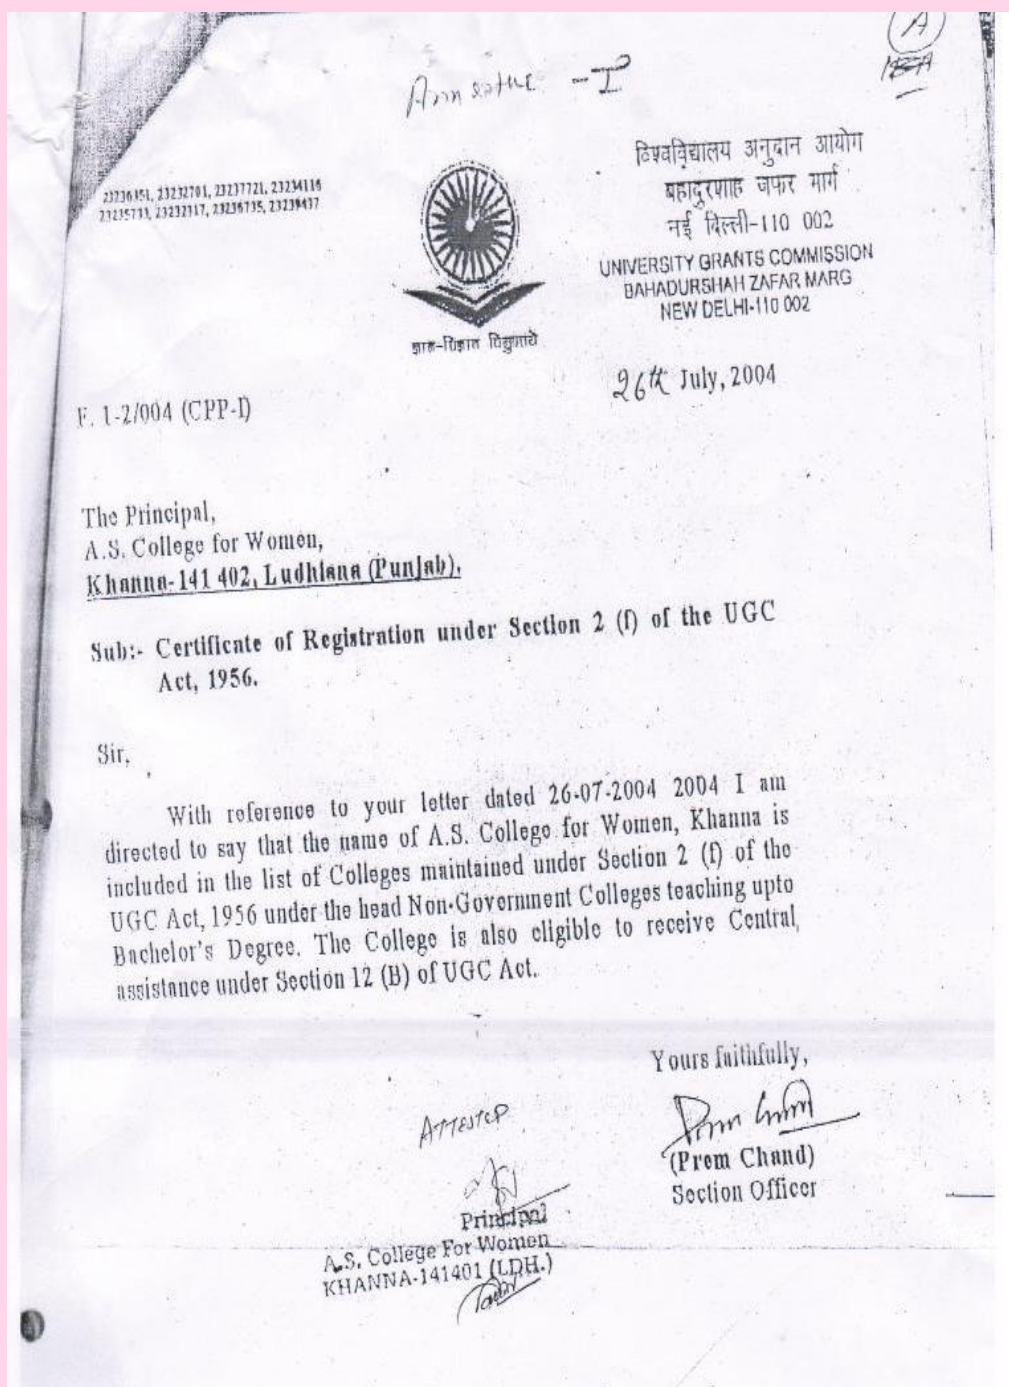 A
Annexture - I
विश्वविद्यालय अनुदान आयोग
बहादुरशाह जफर मार्ग
नई दिल्ली-110 002
UNIVERSITY GRANTS COMMISSION
BAHADURSHAH ZAFAR MARG
NEW DELHI-110 002
23236351, 23232701, 23237721, 23234116
23235733, 23232317, 23236735, 23239437
ज्ञान-विज्ञान विमुक्तये
26th July, 2004
F. 1-2/004 (CPP-I)
The Principal,
A.S. College for Women,
Khanna-141 402, Ludhiana (Punjab).
Sub:- Certificate of Registration under Section 2 (f) of the UGC
Act, 1956.
Sir,
With reference to your letter dated 26-07-2004 2004 I am
directed to say that the name of A.S. College for Women, Khanna is
included in the list of Colleges maintained under Section 2 (f) of the
UGC Act, 1956 under the head Non-Government Colleges teaching upto
Bachelor's Degree. The College is also eligible to receive Central
assistance under Section 12 (B) of UGC Act.
Yours faithfully,
(Prem Chand)
Section Officer
ATTESTED
Principal
A.S. College For Women
KHANNA-141401 (LDH.)